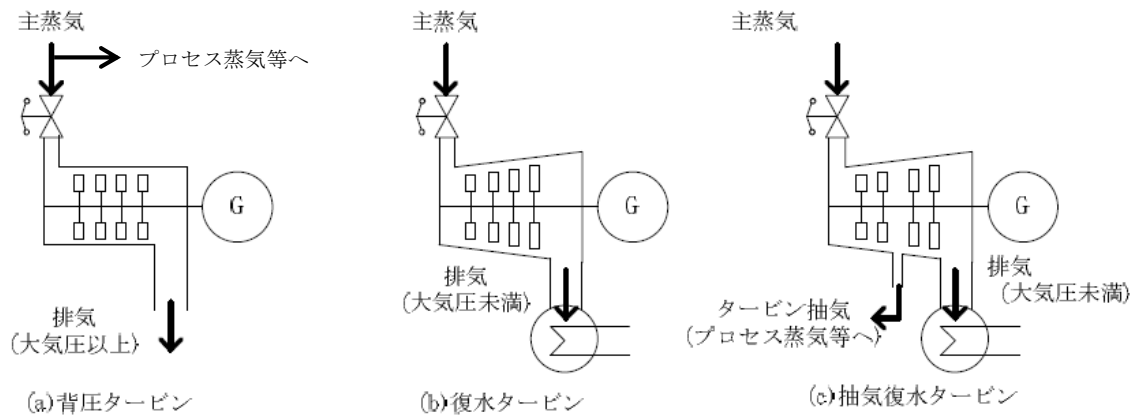 主蒸気
プロセス蒸気等へ
G
排気
(大気圧以上)
(a)背圧タービン
主蒸気
G
排気
(大気圧未満)
(b)復水タービン
主蒸気
G
排気
(大気圧未満)
タービン抽気
(プロセス蒸気等へ)
(c)抽気復水タービン